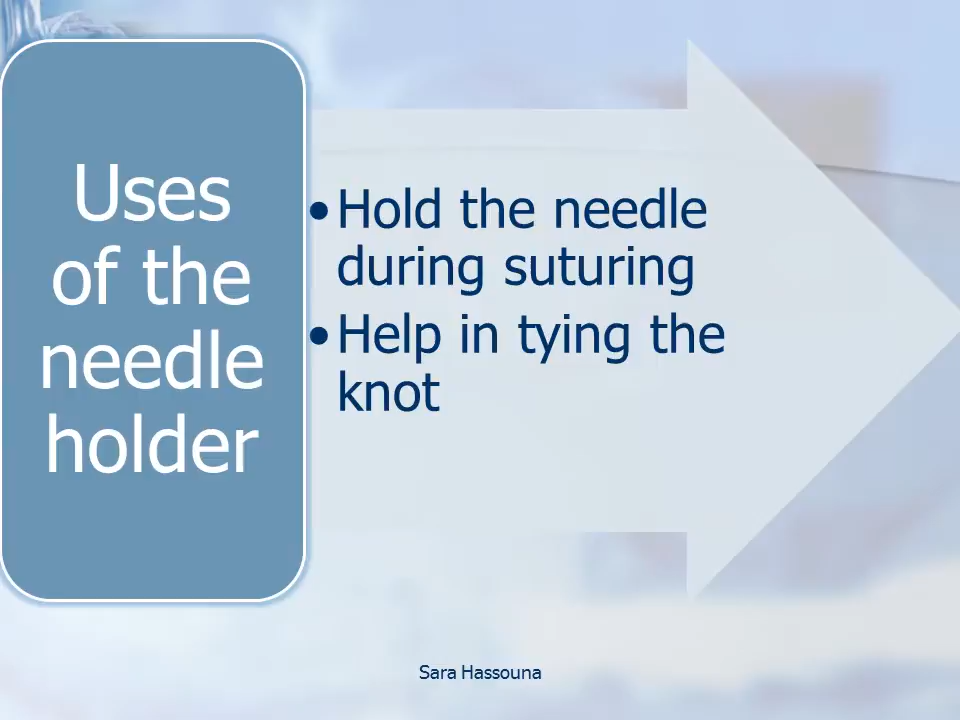 Uses
of the
needle
holder
•Hold the needle
during suturing
•Help in tying the
knot
Sara Hassouna